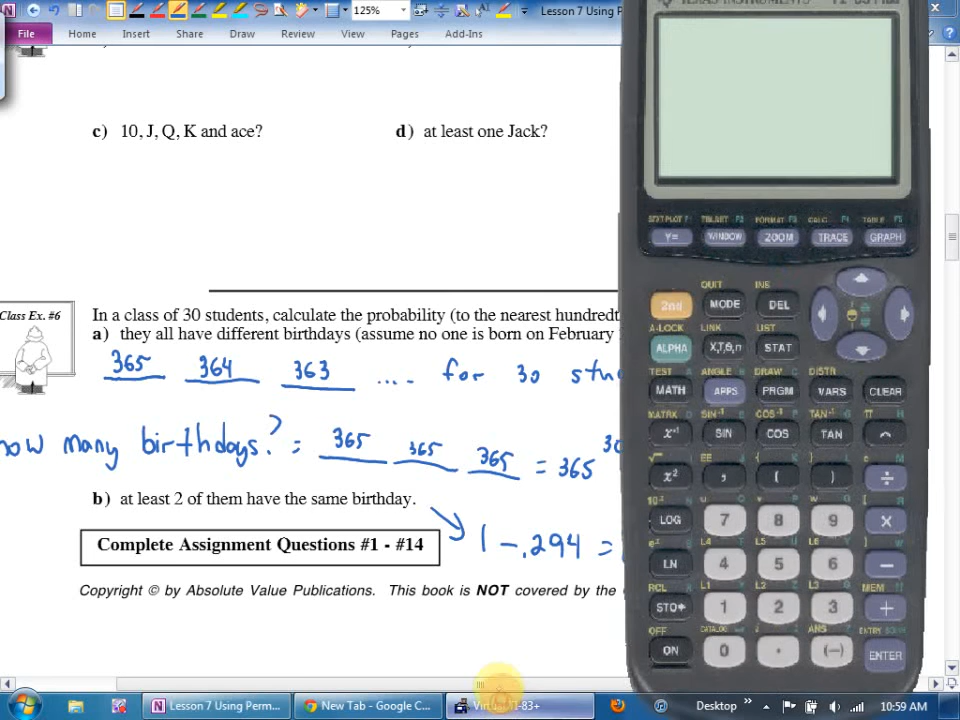 125%
Lesson 7 Using P
File Home Insert Share Draw Review View Pages Add-Ins
c) 10, J, Q, K and ace? d) at least one Jack?
Class Ex. #6
In a class of 30 students, calculate the probability (to the nearest hundredt
a) they all have different birthdays (assume no one is born on February
365 364 363 .... for 30 stu
how many birthdays? = 365 365 365 = 365 30
b) at least 2 of them have the same birthday.
1 - .294 =
Complete Assignment Questions #1 - #14
Copyright © by Absolute Value Publications. This book is NOT covered by the
TEXAS INSTRUMENTS
STAT PLOT F1 TBLSET F2 FORMAT F3 CALC F4 TABLE F5
Y= WINDOW ZOOM TRACE GRAPH
QUIT INS
2nd MODE DEL
A-LOCK LINK LIST
ALPHA X,T,Θ,n STAT
TEST A ANGLE B DRAW C DISTR
MATH APPS PRGM VARS CLEAR
MATRX D SIN⁻¹ E COS⁻¹ F TAN⁻¹ G π H
x⁻¹ SIN COS TAN ^
√ I EE J { K } L e M
x² , ( ) ÷
10ˣ N u O v P w Q [ R
LOG 7 8 9 ×
eˣ S L4 T L5 U L6 V ] W
LN 4 5 6 −
RCL X L1 Y L2 Z L3 θ MEM "
STO 1 2 3 +
OFF CATALOG ANS ? ENTRY SOLVE
ON 0 . (−) ENTER
Lesson 7 Using Perm... New Tab - Google C... Virtual TI-83+ Desktop » 10:59 AM